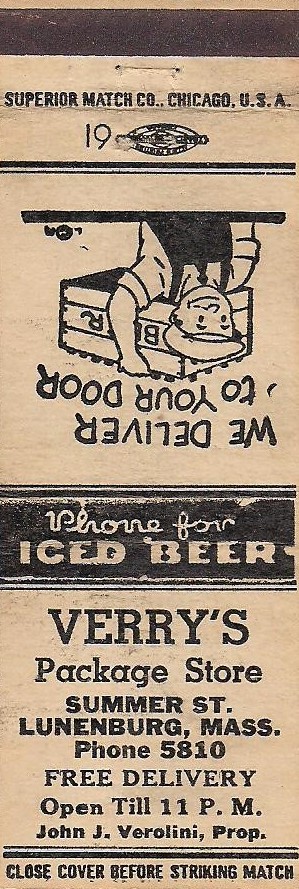 SUPERIOR MATCH CO., CHICAGO, U.S.A.
19
WE DELIVER
to YOUR DOOR
B R
Phone for
ICED BEER
VERRY'S
Package Store
SUMMER ST.
LUNENBURG, MASS.
Phone 5810
FREE DELIVERY
Open Till 11 P. M.
John J. Verolini, Prop.
CLOSE COVER BEFORE STRIKING MATCH